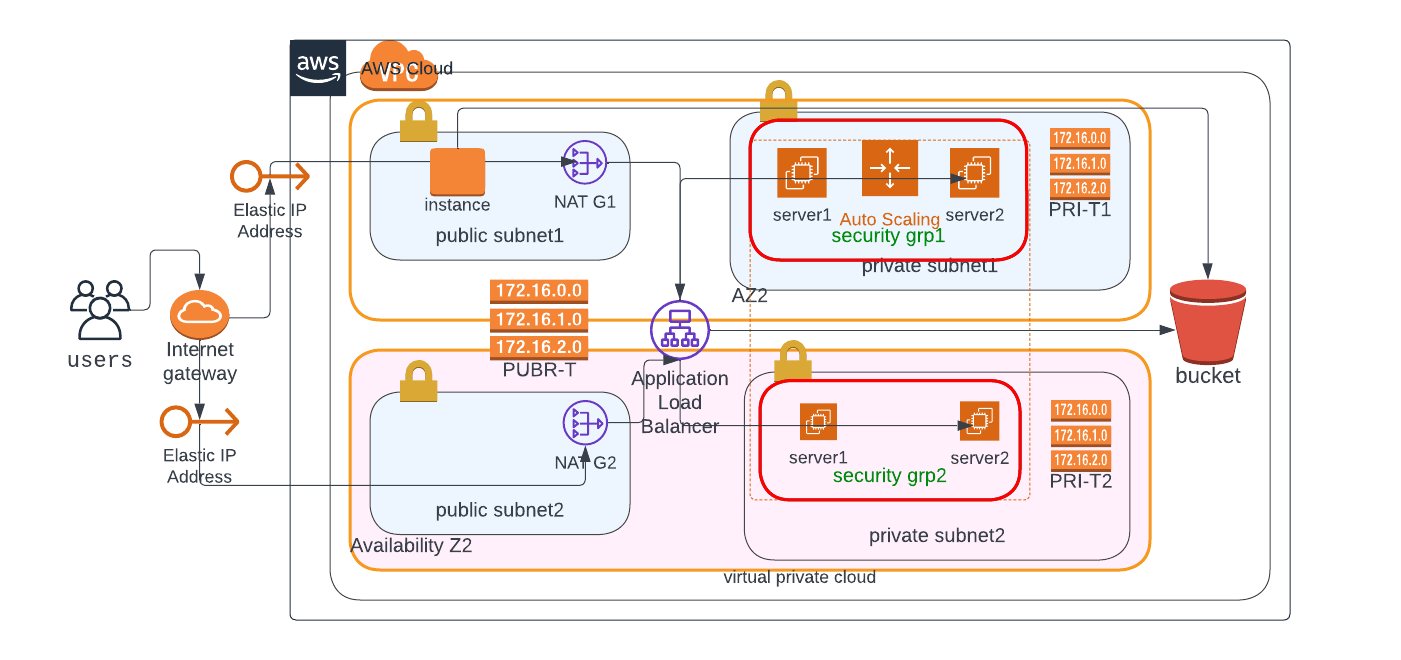 aws
VPC
AWS Cloud
172.16.0.0
172.16.1.0
172.16.2.0
PRI-T1
Elastic IP
Address
instance
NAT G1
public subnet1
server1
Auto Scaling
server2
security grp1
private subnet1
AZ2
users
Internet
gateway
172.16.0.0
172.16.1.0
172.16.2.0
PUBR-T
Application
Load
Balancer
bucket
Elastic IP
Address
NAT G2
public subnet2
Availability Z2
server1
server2
security grp2
private subnet2
172.16.0.0
172.16.1.0
172.16.2.0
PRI-T2
virtual private cloud